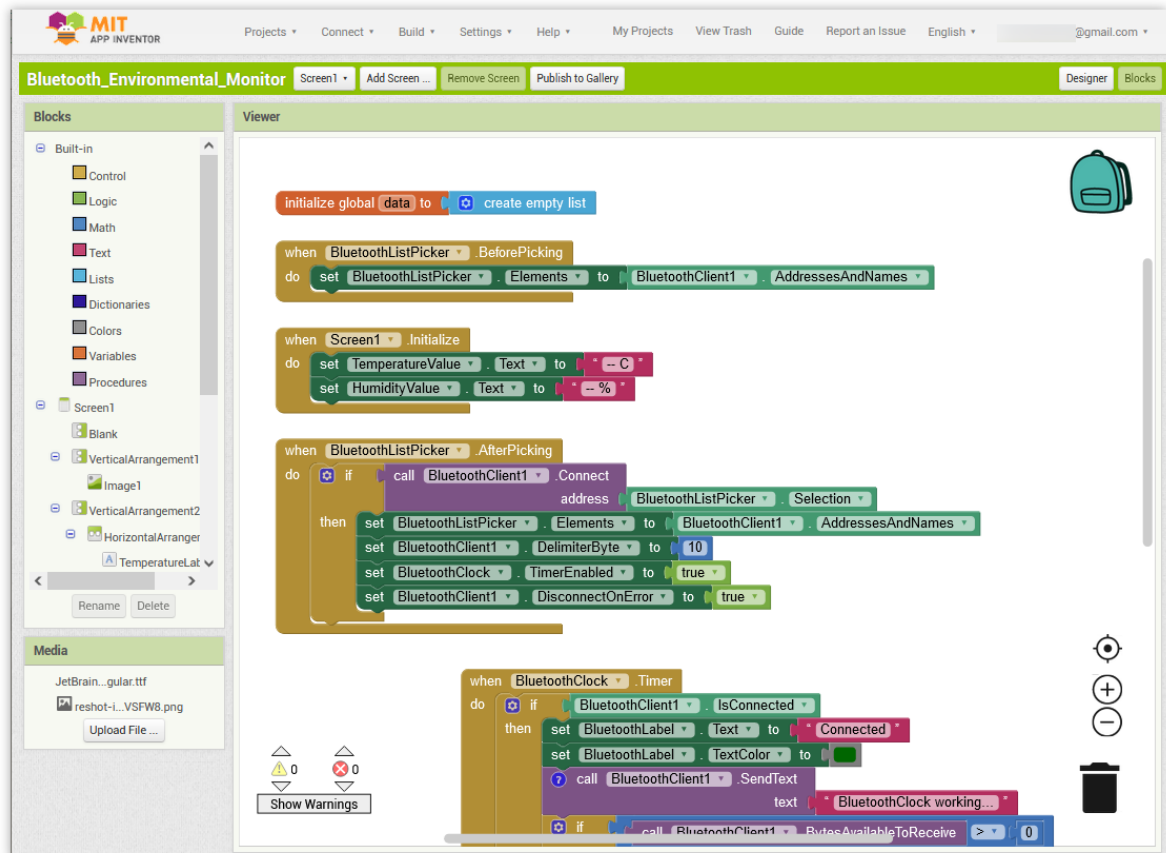 MIT
APP INVENTOR
Projects Connect Build Settings Help My Projects View Trash Guide Report an Issue English @gmail.com
Bluetooth_Environmental_Monitor Screen1 Add Screen ... Remove Screen Publish to Gallery Designer Blocks
Blocks
Built-in
Control
Logic
Math
Text
Lists
Dictionaries
Colors
Variables
Procedures
Screen1
Blank
VerticalArrangement1
Image1
VerticalArrangement2
HorizontalArranger
TemperatureLat
Rename Delete
Media
JetBrain...gular.ttf
reshot-i...VSFW8.png
Upload File ...
Viewer
initialize global data to create empty list
when BluetoothListPicker .BeforePicking
do set BluetoothListPicker . Elements to BluetoothClient1 . AddressesAndNames
when Screen1 .Initialize
do set TemperatureValue . Text to " -- C "
set HumidityValue . Text to " -- % "
when BluetoothListPicker .AfterPicking
do if call BluetoothClient1 .Connect
address BluetoothListPicker . Selection
then set BluetoothListPicker . Elements to BluetoothClient1 . AddressesAndNames
set BluetoothClient1 . DelimiterByte to 10
set BluetoothClock . TimerEnabled to true
set BluetoothClient1 . DisconnectOnError to true
when BluetoothClock .Timer
do if BluetoothClient1 . IsConnected
then set BluetoothLabel . Text to " Connected "
set BluetoothLabel . TextColor to
? call BluetoothClient1 .SendText
text " BluetoothClock working... "
if call BluetoothClient1 .BytesAvailableToReceive > 0
0 0
Show Warnings